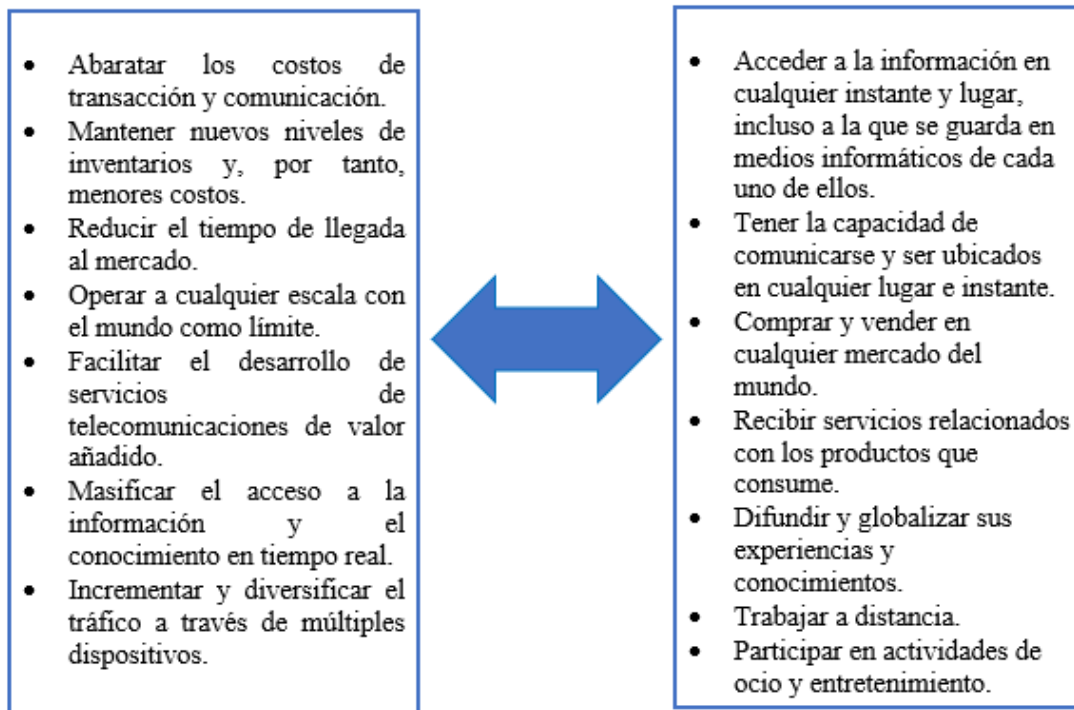 • Abaratar los costos de
transacción y comunicación.
• Mantener nuevos niveles de
inventarios y, por tanto,
menores costos.
• Reducir el tiempo de llegada
al mercado.
• Operar a cualquier escala con
el mundo como límite.
• Facilitar el desarrollo de
servicios de
telecomunicaciones de valor
añadido.
• Masificar el acceso a la
información y el
conocimiento en tiempo real.
• Incrementar y diversificar el
tráfico a través de múltiples
dispositivos.
• Acceder a la información en
cualquier instante y lugar,
incluso a la que se guarda en
medios informáticos de cada
uno de ellos.
• Tener la capacidad de
comunicarse y ser ubicados
en cualquier lugar e instante.
• Comprar y vender en
cualquier mercado del
mundo.
• Recibir servicios relacionados
con los productos que
consume.
• Difundir y globalizar sus
experiencias y
conocimientos.
• Trabajar a distancia.
• Participar en actividades de
ocio y entretenimiento.